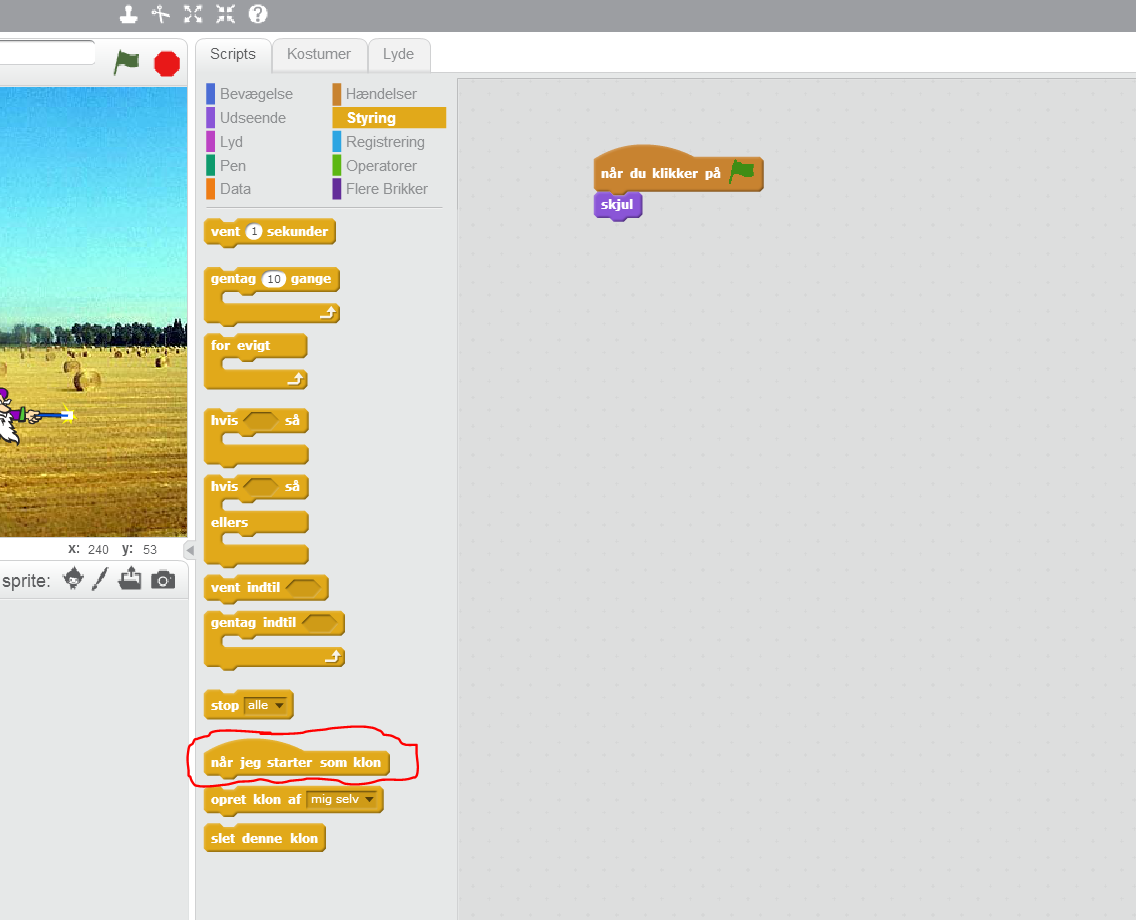 Scripts Kostumer Lyde
Bevægelse Hændelser
Udseende Styring
Lyd Registrering
Pen Operatorer
Data Flere Brikker
vent 1 sekunder
gentag 10 gange
for evigt
hvis så
hvis så
ellers
vent indtil
gentag indtil
stop alle
når jeg starter som klon
opret klon af mig selv
slet denne klon
når du klikker på
skjul
x: 240 y: 53
sprite: